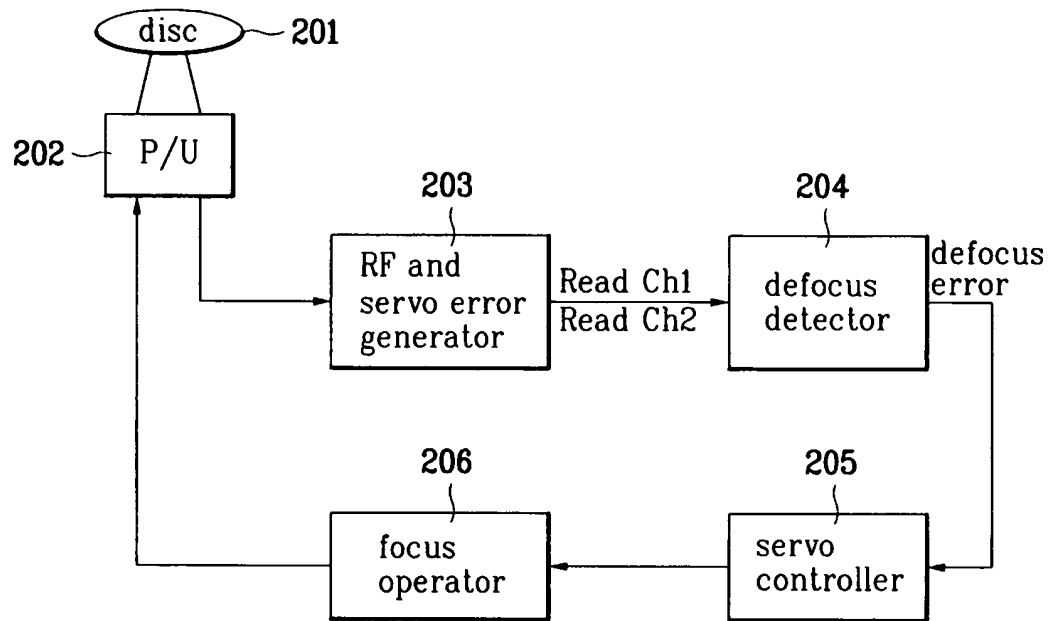 disc
201
P/U
202
203
RF and
servo error
generator
Read Ch1
Read Ch2
204
defocus
detector
defocus
error
206
focus
operator
205
servo
controller